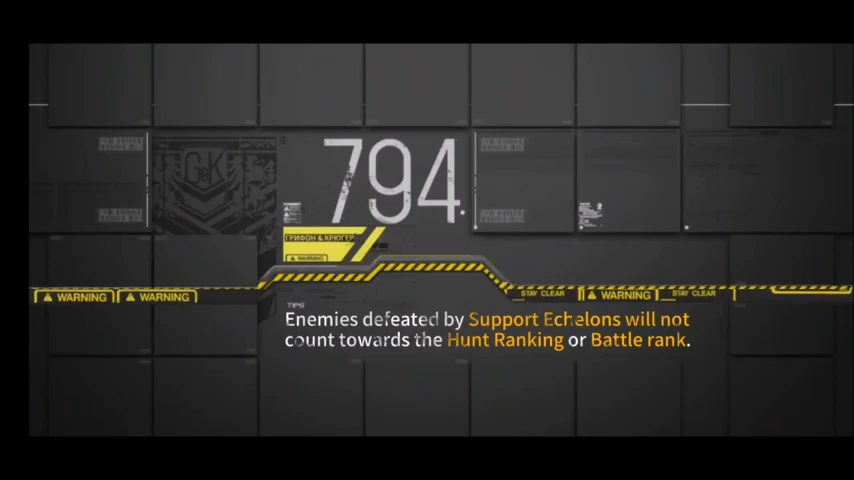 G&K
794.
ГРИФОН & КРЮГЕР
WARNING
WARNING
WARNING
STAY CLEAR
WARNING
STAY CLEAR
TIPS
Enemies defeated by Support Echelons will not
count towards the Hunt Ranking or Battle rank.